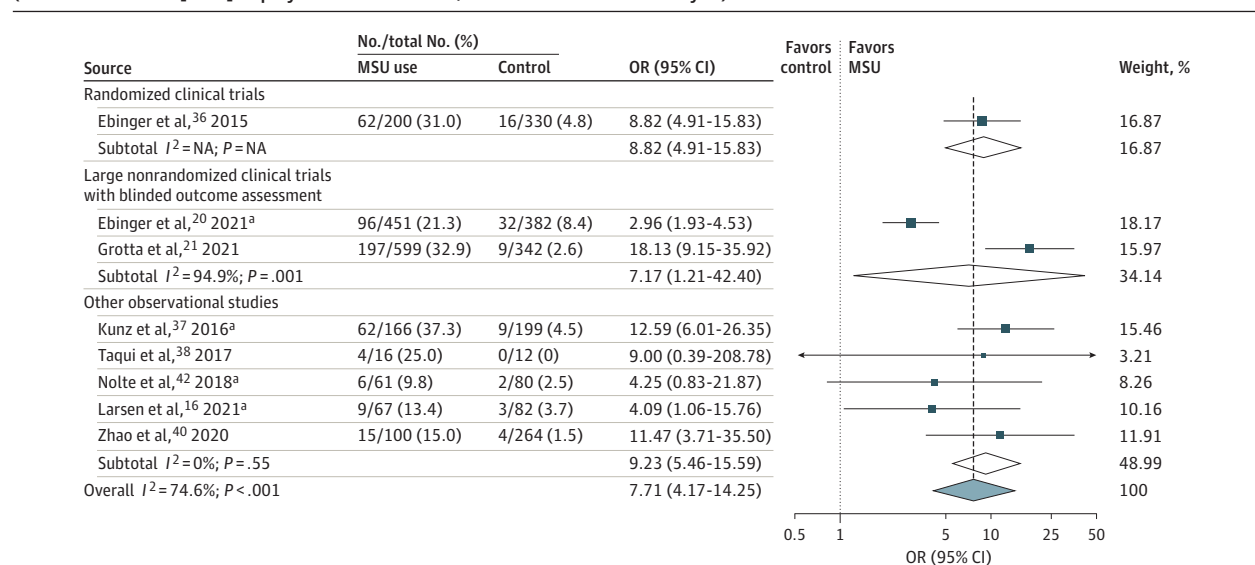 No./total No. (%)
Favors control Favors MSU
Source MSU use Control OR (95% CI) Weight, %
Randomized clinical trials
Ebinger et al,36 2015 62/200 (31.0) 16/330 (4.8) 8.82 (4.91-15.83) 16.87
Subtotal I2 = NA; P = NA 8.82 (4.91-15.83) 16.87
Large nonrandomized clinical trials
with blinded outcome assessment
Ebinger et al,20 2021a 96/451 (21.3) 32/382 (8.4) 2.96 (1.93-4.53) 18.17
Grotta et al,21 2021 197/599 (32.9) 9/342 (2.6) 18.13 (9.15-35.92) 15.97
Subtotal I2 = 94.9%; P = .001 7.17 (1.21-42.40) 34.14
Other observational studies
Kunz et al,37 2016a 62/166 (37.3) 9/199 (4.5) 12.59 (6.01-26.35) 15.46
Taqui et al,38 2017 4/16 (25.0) 0/12 (0) 9.00 (0.39-208.78) 3.21
Nolte et al,42 2018a 6/61 (9.8) 2/80 (2.5) 4.25 (0.83-21.87) 8.26
Larsen et al,16 2021a 9/67 (13.4) 3/82 (3.7) 4.09 (1.06-15.76) 10.16
Zhao et al,40 2020 15/100 (15.0) 4/264 (1.5) 11.47 (3.71-35.50) 11.91
Subtotal I2 = 0%; P = .55 9.23 (5.46-15.59) 48.99
Overall I2 = 74.6%; P < .001 7.71 (4.17-14.25) 100
0.5 1 5 10 25 50
OR (95% CI)